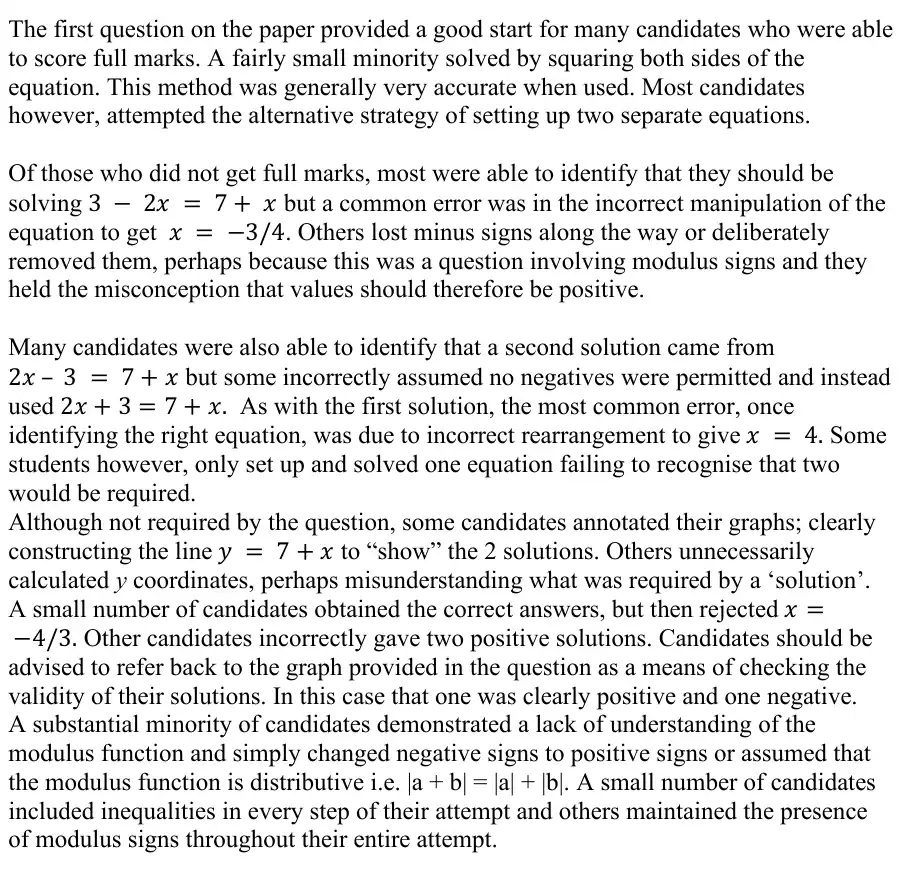 The first question on the paper provided a good start for many candidates who were able
to score full marks. A fairly small minority solved by squaring both sides of the
equation. This method was generally very accurate when used. Most candidates
however, attempted the alternative strategy of setting up two separate equations.
Of those who did not get full marks, most were able to identify that they should be
solving 3 − 2x = 7 + x but a common error was in the incorrect manipulation of the
equation to get x = −3/4. Others lost minus signs along the way or deliberately
removed them, perhaps because this was a question involving modulus signs and they
held the misconception that values should therefore be positive.
Many candidates were also able to identify that a second solution came from
2x – 3 = 7 + x but some incorrectly assumed no negatives were permitted and instead
used 2x + 3 = 7 + x. As with the first solution, the most common error, once
identifying the right equation, was due to incorrect rearrangement to give x = 4. Some
students however, only set up and solved one equation failing to recognise that two
would be required.
Although not required by the question, some candidates annotated their graphs; clearly
constructing the line y = 7 + x to “show” the 2 solutions. Others unnecessarily
calculated y coordinates, perhaps misunderstanding what was required by a ‘solution’.
A small number of candidates obtained the correct answers, but then rejected x =
−4/3. Other candidates incorrectly gave two positive solutions. Candidates should be
advised to refer back to the graph provided in the question as a means of checking the
validity of their solutions. In this case that one was clearly positive and one negative.
A substantial minority of candidates demonstrated a lack of understanding of the
modulus function and simply changed negative signs to positive signs or assumed that
the modulus function is distributive i.e. |a + b| = |a| + |b|. A small number of candidates
included inequalities in every step of their attempt and others maintained the presence
of modulus signs throughout their entire attempt.